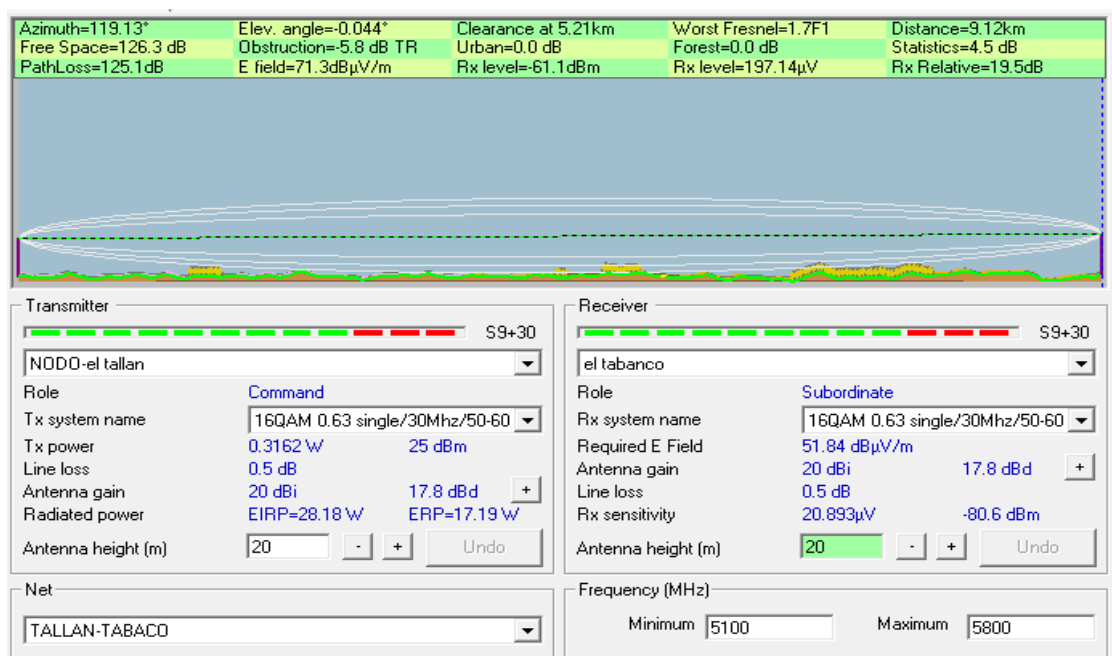 Azimuth=119.13° Elev. angle=-0.044° Clearance at 5.21km Worst Fresnel=1.7F1 Distance=9.12km
Free Space=126.3 dB Obstruction=-5.8 dB TR Urban=0.0 dB Forest=0.0 dB Statistics=4.5 dB
PathLoss=125.1dB E field=71.3dBµV/m Rx level=-61.1dBm Rx level=197.14µV Rx Relative=19.5dB
Transmitter
S9+30
NODO-el tallan
Role Command
Tx system name 16QAM 0.63 single/30Mhz/50-60
Tx power 0.3162 W 25 dBm
Line loss 0.5 dB
Antenna gain 20 dBi 17.8 dBd +
Radiated power EIRP=28.18 W ERP=17.19 W
Antenna height (m) 20 - + Undo
Net
TALLAN-TABACO
Receiver
S9+30
el tabanco
Role Subordinate
Rx system name 16QAM 0.63 single/30Mhz/50-60
Required E Field 51.84 dBµV/m
Antenna gain 20 dBi 17.8 dBd +
Line loss 0.5 dB
Rx sensitivity 20.893µV -80.6 dBm
Antenna height (m) 20 - + Undo
Frequency (MHz)
Minimum 5100 Maximum 5800